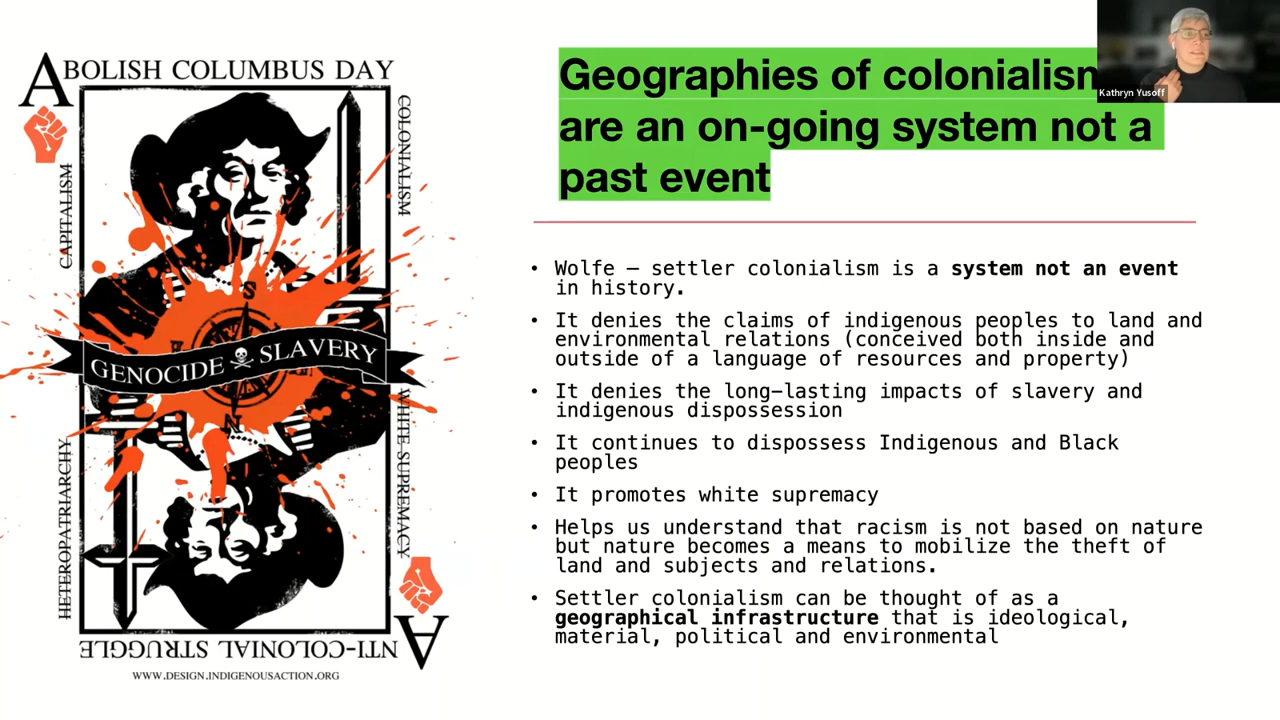 ABOLISH COLUMBUS DAY
COLONIALISM
CAPITALISM
S
GENOCIDE SLAVERY
N
WHITE SUPREMACY
HETEROPATRIARCHY
ANTI-COLONIAL STRUGGLE
WWW.DESIGN.INDIGENOUSACTION.ORG
Geographies of colonialism
are an on-going system not a
past event
Kathryn Yusoff
• Wolfe – settler colonialism is a system not an event
in history.
• It denies the claims of indigenous peoples to land and
environmental relations (conceived both inside and
outside of a language of resources and property)
• It denies the long-lasting impacts of slavery and
indigenous dispossession
• It continues to dispossess Indigenous and Black
peoples
• It promotes white supremacy
• Helps us understand that racism is not based on nature
but nature becomes a means to mobilize the theft of
land and subjects and relations.
• Settler colonialism can be thought of as a
geographical infrastructure that is ideological,
material, political and environmental